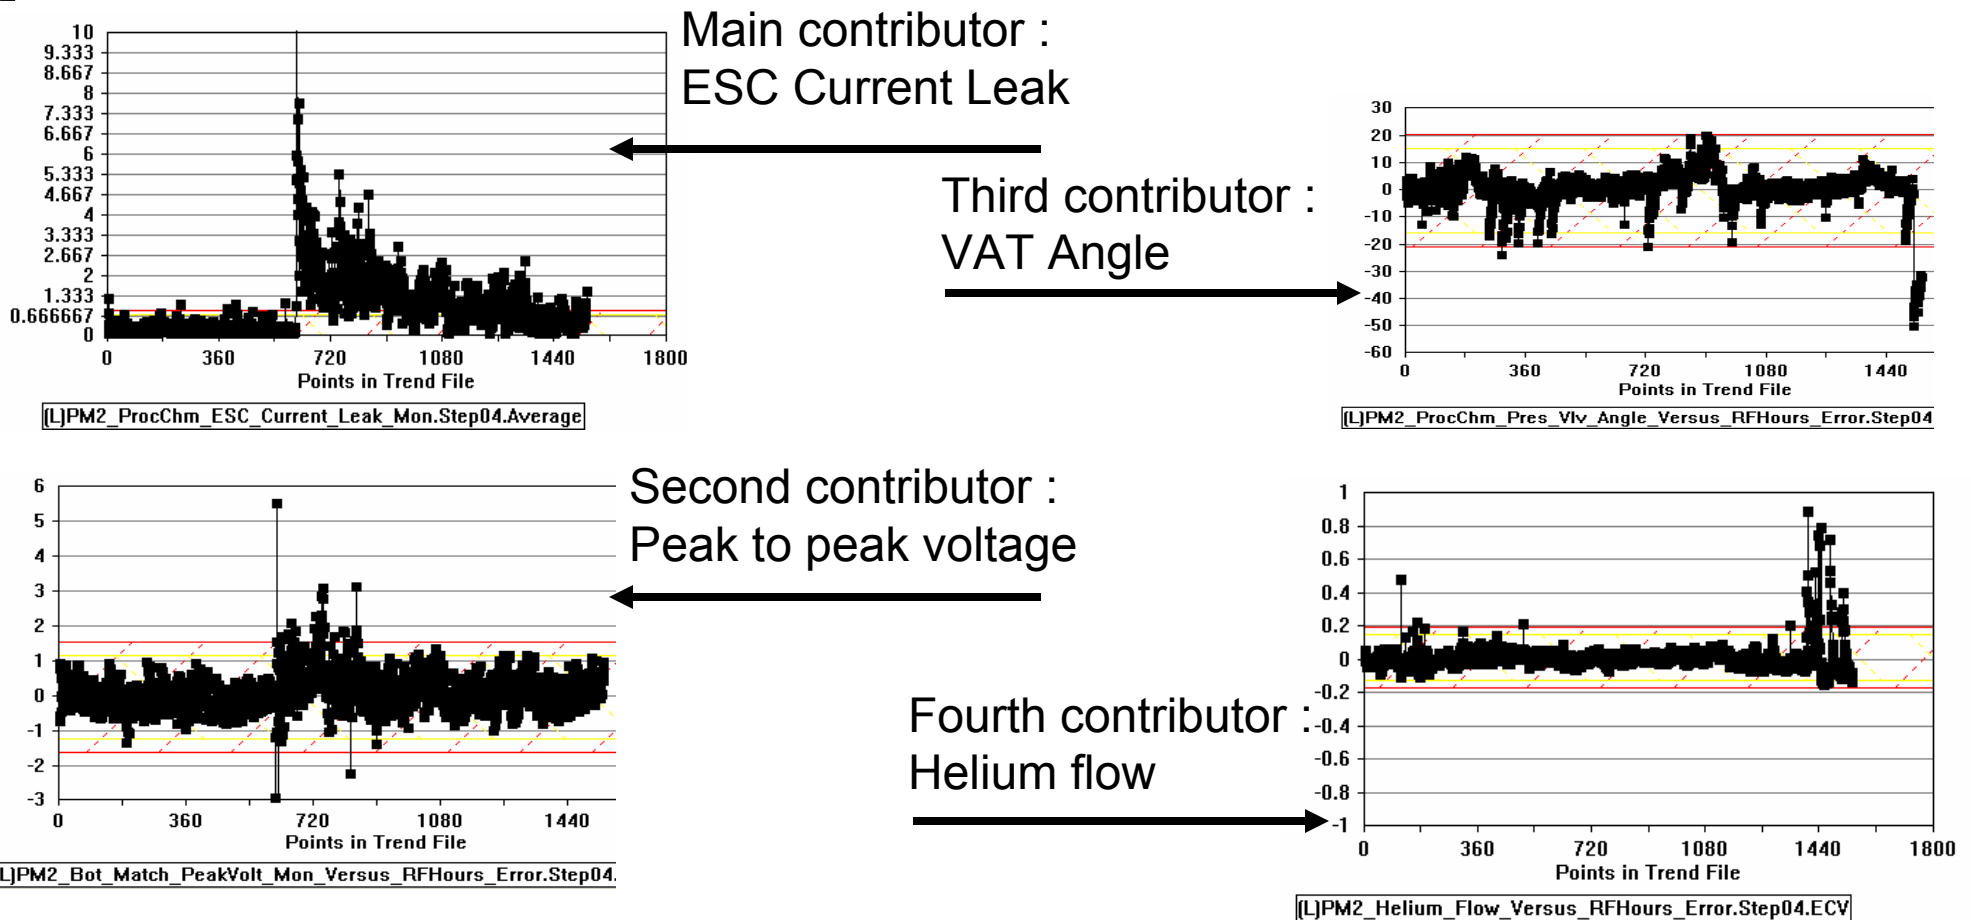 Main contributor :
ESC Current Leak
10
9.333
8.667
8
7.333
6.667
6
5.333
4.667
4
3.333
2.667
2
1.333
0.666667
0
0 360 720 1080 1440 1800
Points in Trend File
(L)PM2_ProcChm_ESC_Current_Leak_Mon.Step04.Average
Third contributor :
VAT Angle
30
20
10
0
-10
-20
-30
-40
-50
-60
0 360 720 1080 1440
Points in Trend File
(L)PM2_ProcChm_Pres_Vlv_Angle_Versus_RFHours_Error.Step04
Second contributor :
Peak to peak voltage
6
5
4
3
2
1
0
-1
-2
-3
0 360 720 1080 1440
Points in Trend File
L)PM2_Bot_Match_PeakVolt_Mon_Versus_RFHours_Error.Step04.
Fourth contributor :
Helium flow
1
0.8
0.6
0.4
0.2
0
-0.2
-0.4
-0.6
-0.8
-1
0 360 720 1080 1440 1800
Points in Trend File
(L)PM2_Helium_Flow_Versus_RFHours_Error.Step04.ECV